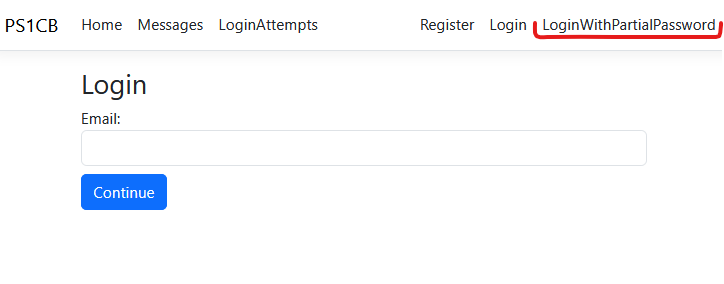 PS1CB Home Messages LoginAttempts Register Login LoginWithPartialPassword
Login
Email:
Continue